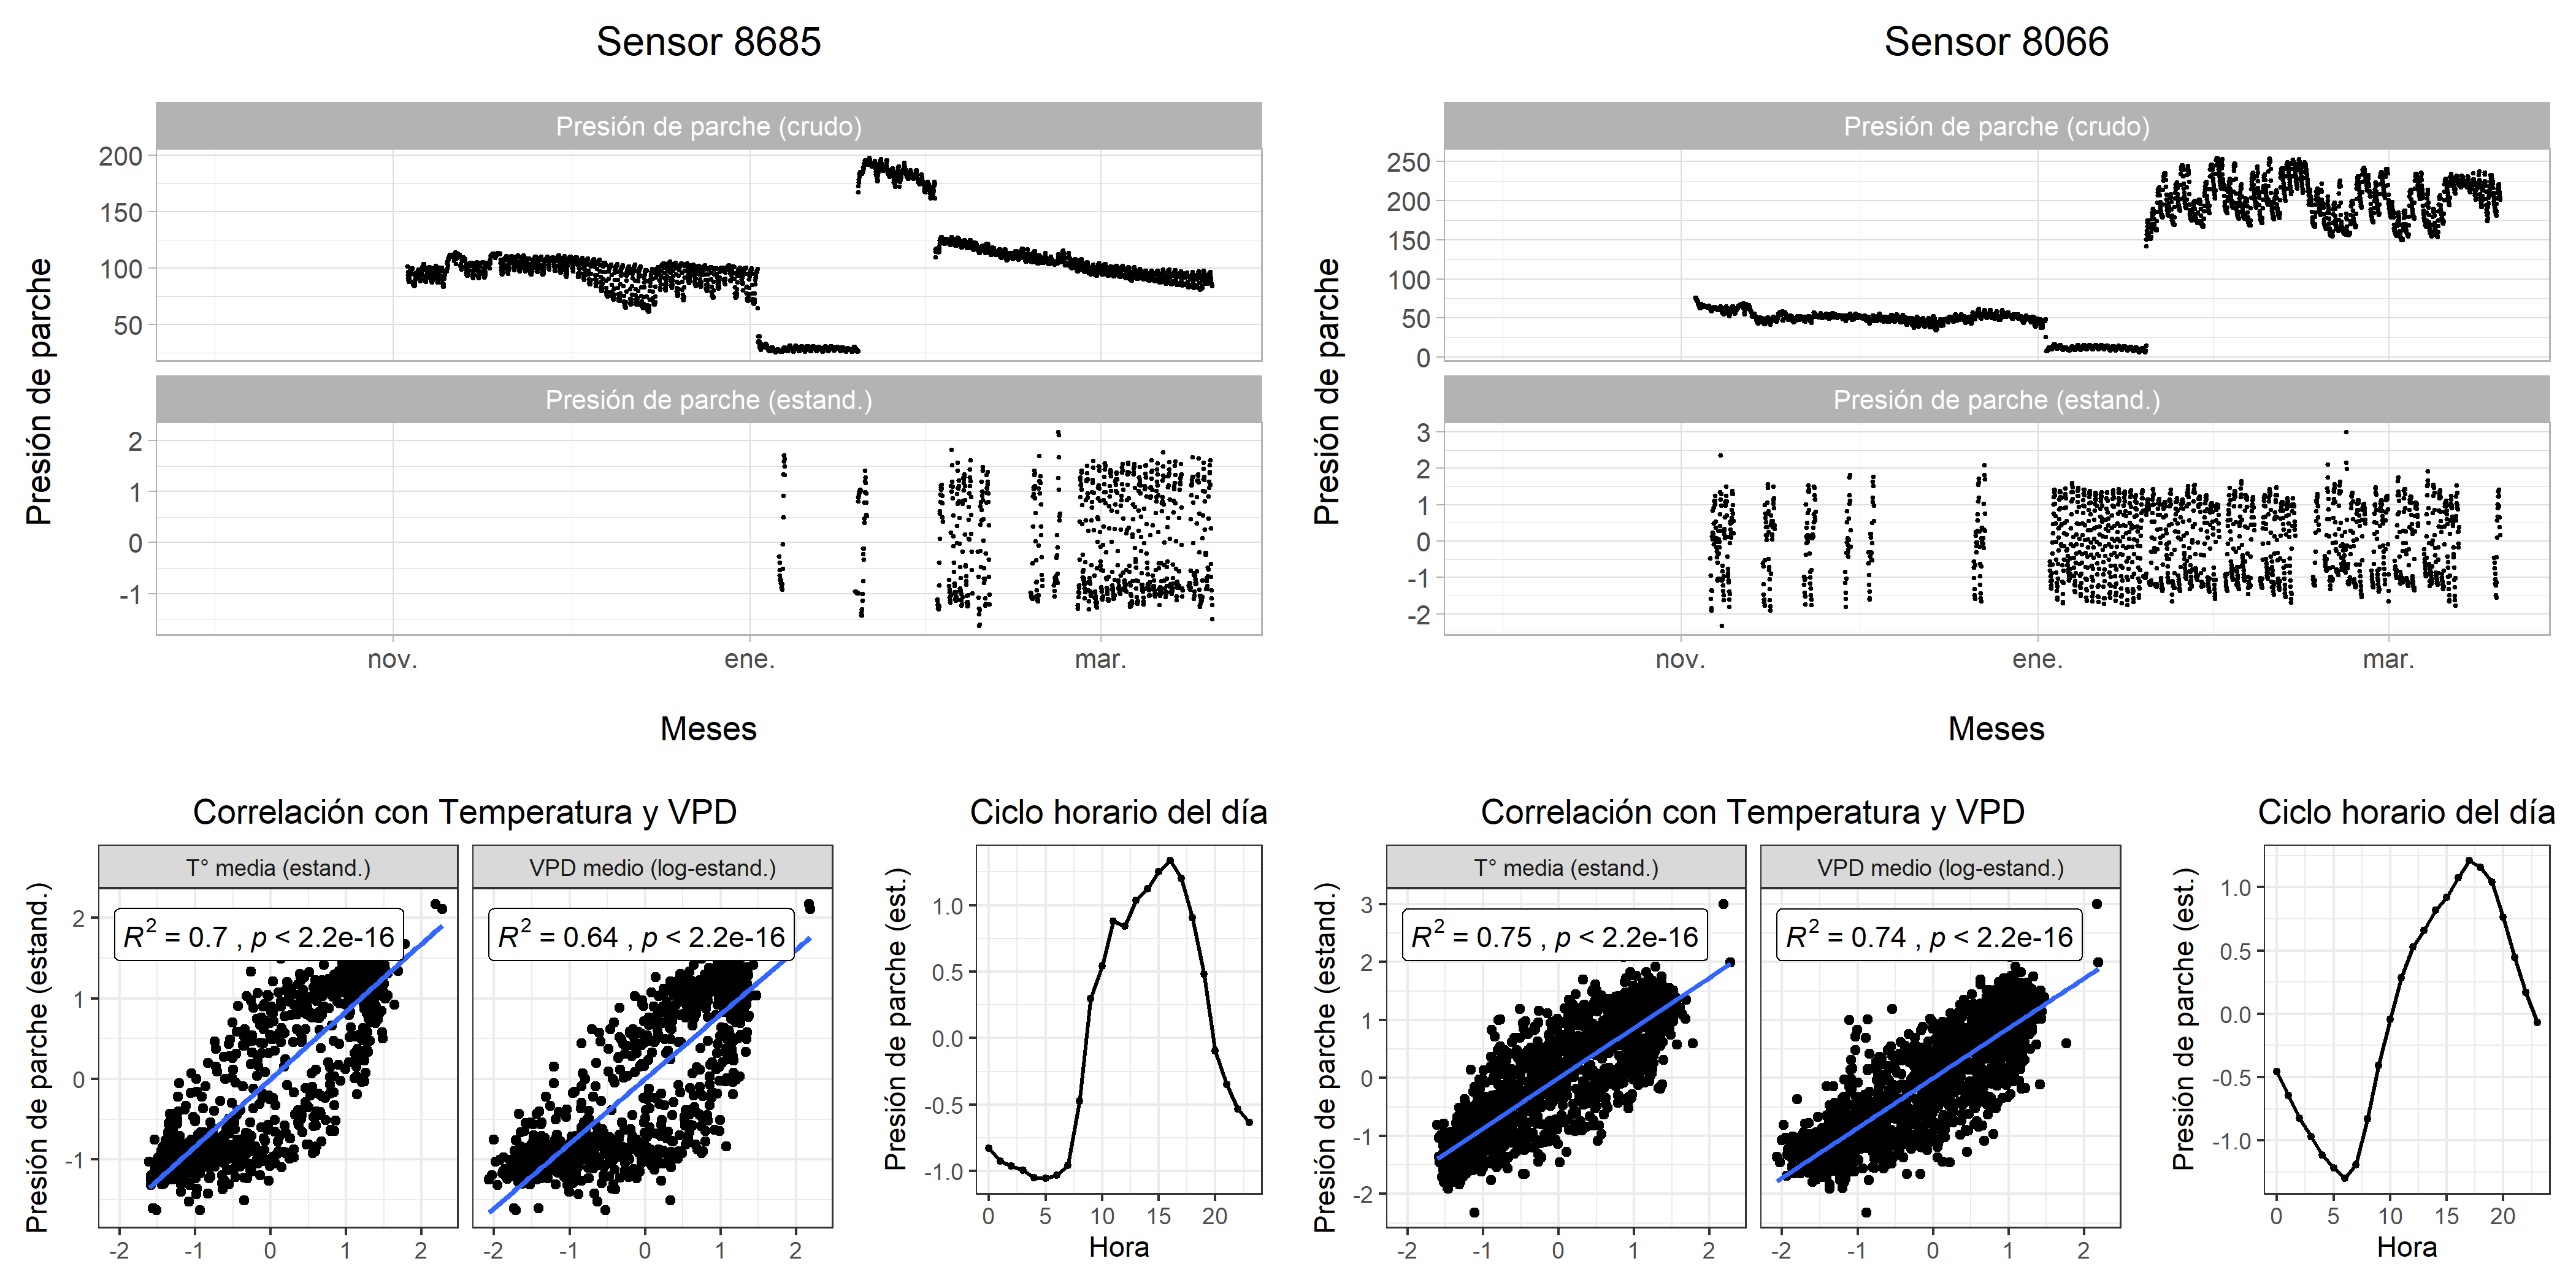 Sensor 8685
Presión de parche (crudo)
200
150
100
50
Presión de parche (estand.)
2
1
0
-1
Presión de parche
nov.
ene.
mar.
Meses
Correlación con Temperatura y VPD
T° media (estand.)
VPD medio (log-estand.)
R² = 0.7 , p < 2.2e-16
R² = 0.64 , p < 2.2e-16
Presión de parche (estand.)
2
1
0
-1
-2
-1
0
1
2
-2
-1
0
1
2
Ciclo horario del día
Presión de parche (est.)
1.0
0.5
0.0
-0.5
-1.0
0
5
10
15
20
Hora
Sensor 8066
Presión de parche (crudo)
250
200
150
100
50
0
Presión de parche (estand.)
3
2
1
0
-1
-2
Presión de parche
nov.
ene.
mar.
Meses
Correlación con Temperatura y VPD
T° media (estand.)
VPD medio (log-estand.)
R² = 0.75 , p < 2.2e-16
R² = 0.74 , p < 2.2e-16
Presión de parche (estand.)
3
2
1
0
-1
-2
-2
-1
0
1
2
-2
-1
0
1
2
Ciclo horario del día
Presión de parche (est.)
1.0
0.5
0.0
-0.5
-1.0
0
5
10
15
20
Hora